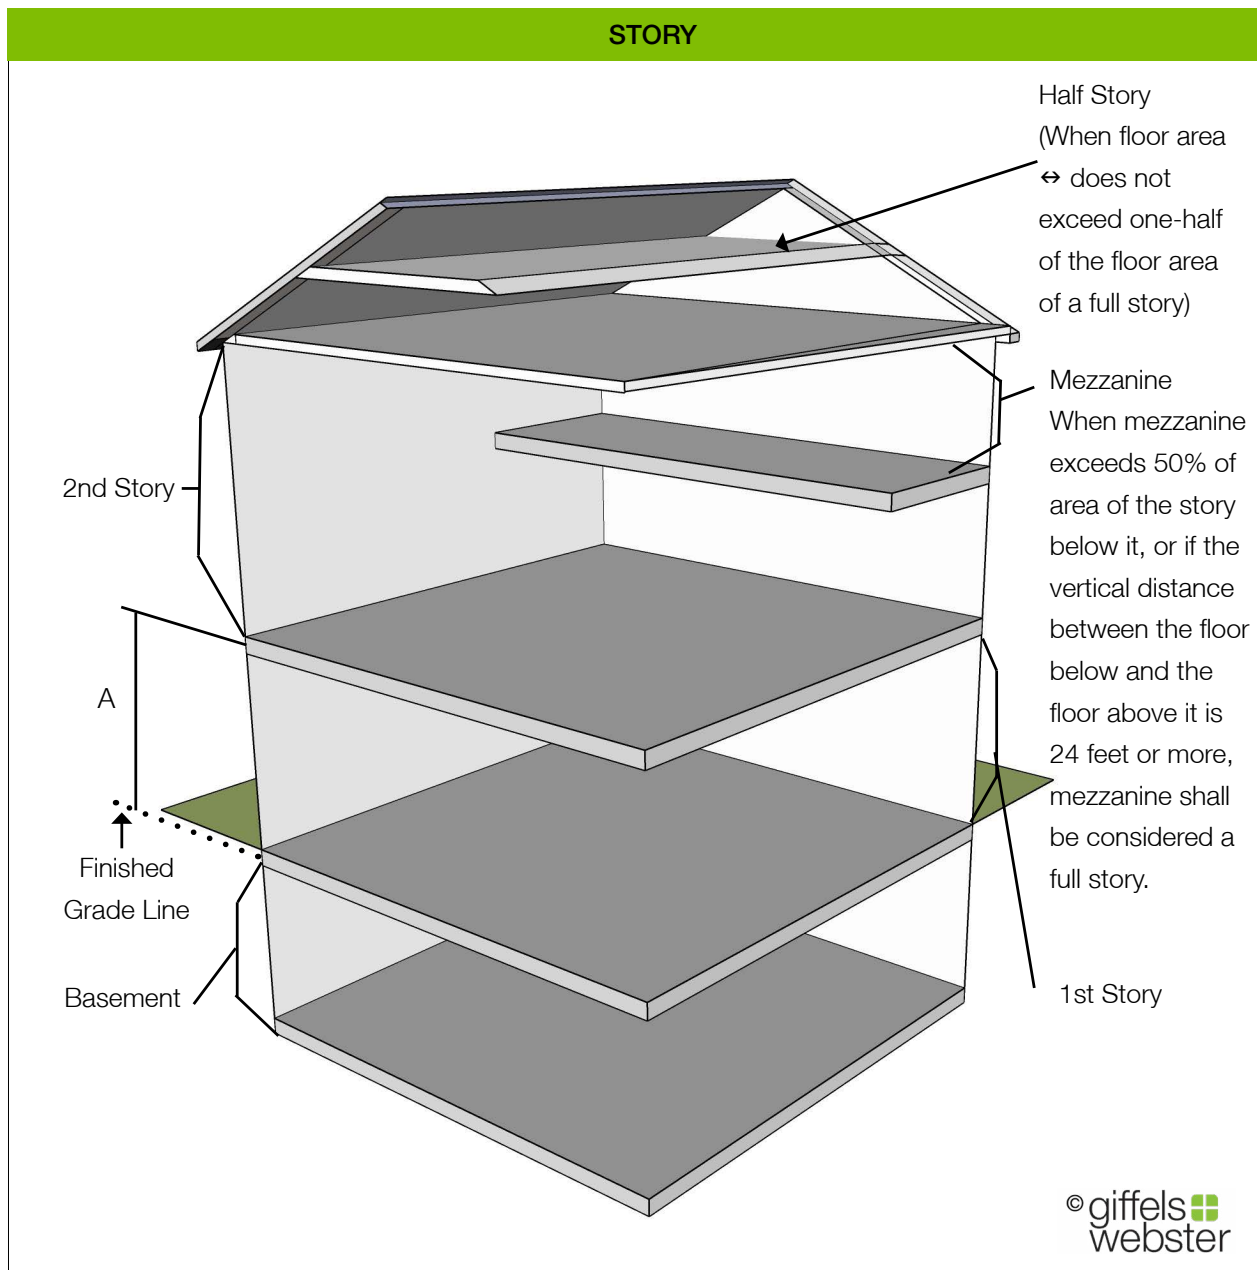 STORY
Half Story
(When floor area
↔ does not
exceed one-half
of the floor area
of a full story)
Mezzanine
When mezzanine
exceeds 50% of
area of the story
below it, or if the
vertical distance
between the floor
below and the
floor above it is
24 feet or more,
mezzanine shall
be considered a
full story.
2nd Story
A
Finished
Grade Line
Basement
1st Story
© giffels
webster